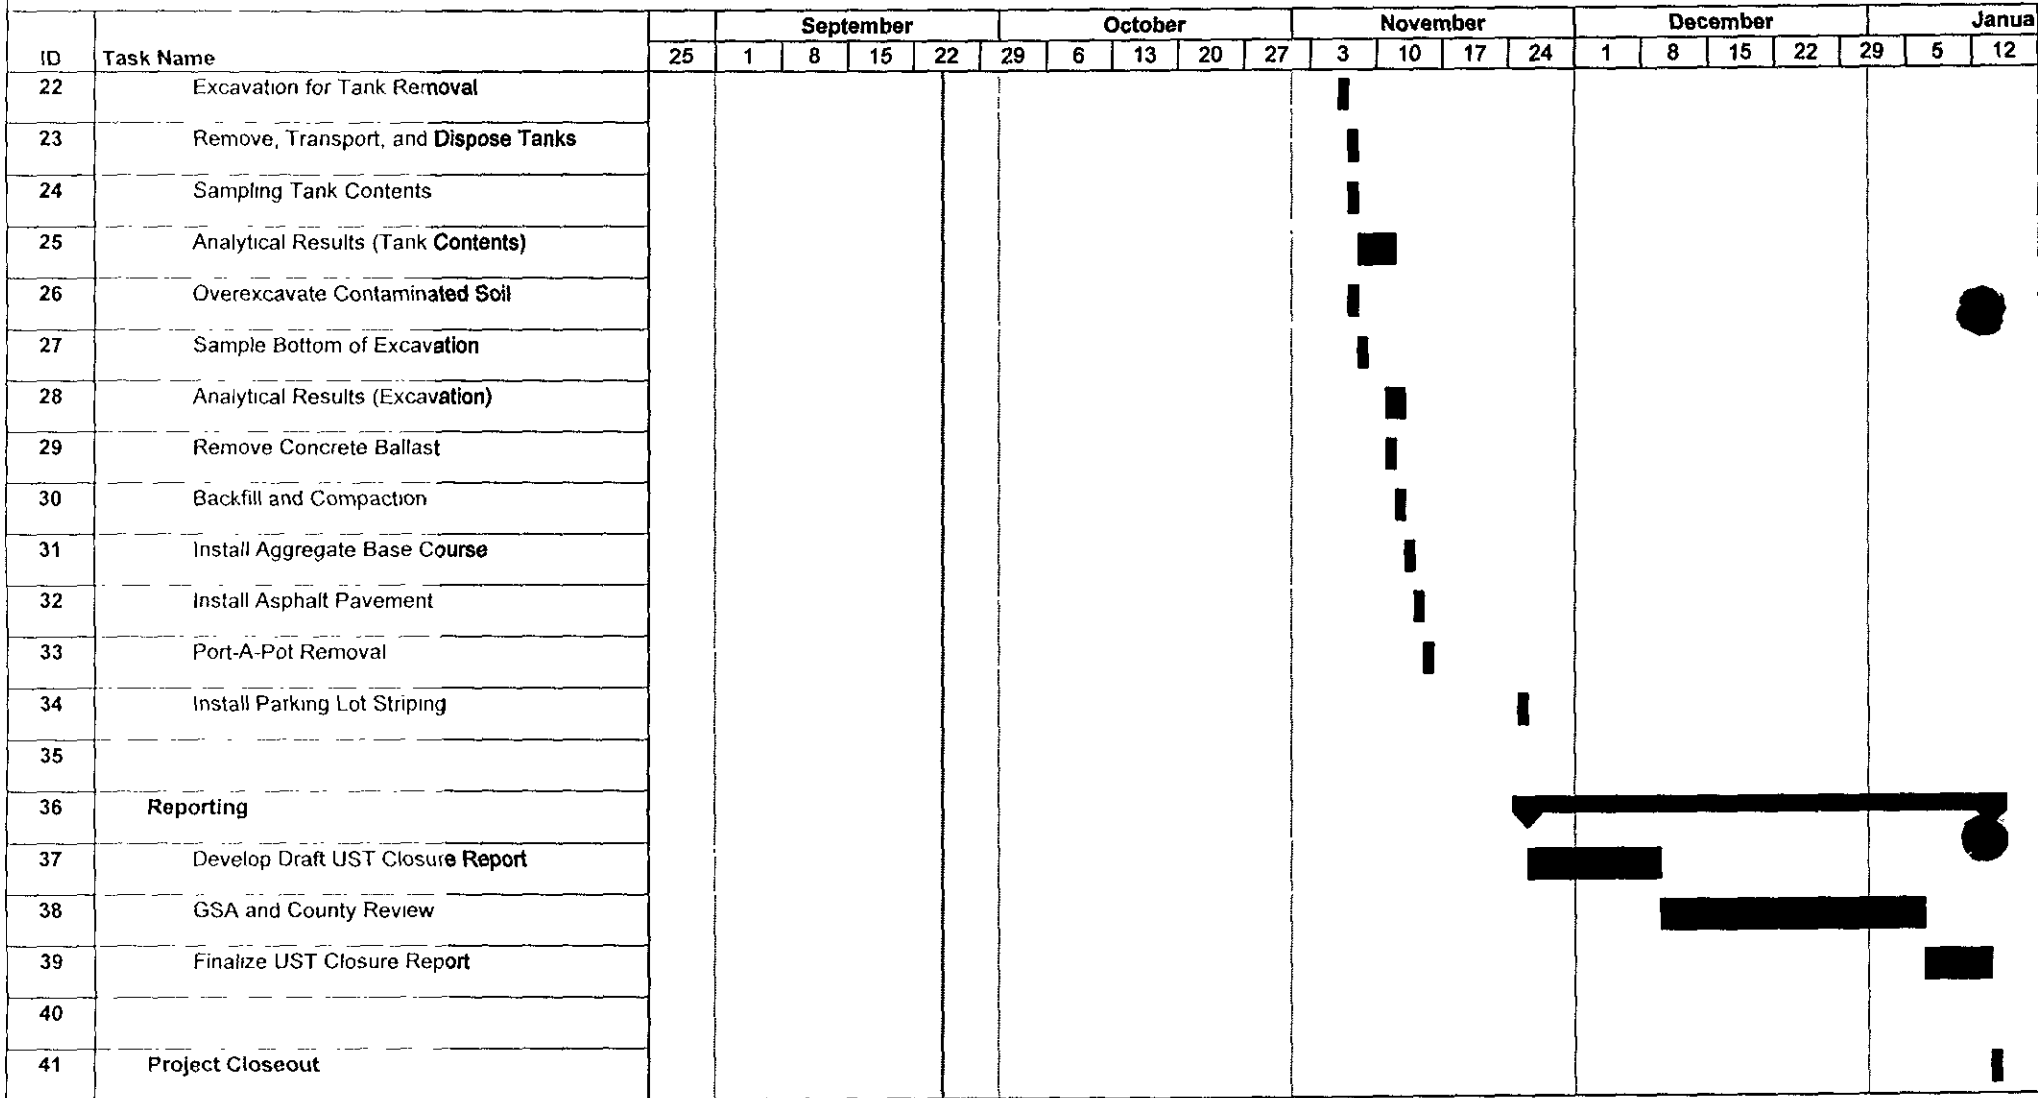 September October November December Janua
ID Task Name 25 1 8 15 22 29 6 13 20 27 3 10 17 24 1 8 15 22 29 5 12
22 Excavation for Tank Removal
23 Remove, Transport, and Dispose Tanks
24 Sampling Tank Contents
25 Analytical Results (Tank Contents)
26 Overexcavate Contaminated Soil
27 Sample Bottom of Excavation
28 Analytical Results (Excavation)
29 Remove Concrete Ballast
30 Backfill and Compaction
31 Install Aggregate Base Course
32 Install Asphalt Pavement
33 Port-A-Pot Removal
34 Install Parking Lot Striping
35
36 Reporting
37 Develop Draft UST Closure Report
38 GSA and County Review
39 Finalize UST Closure Report
40
41 Project Closeout